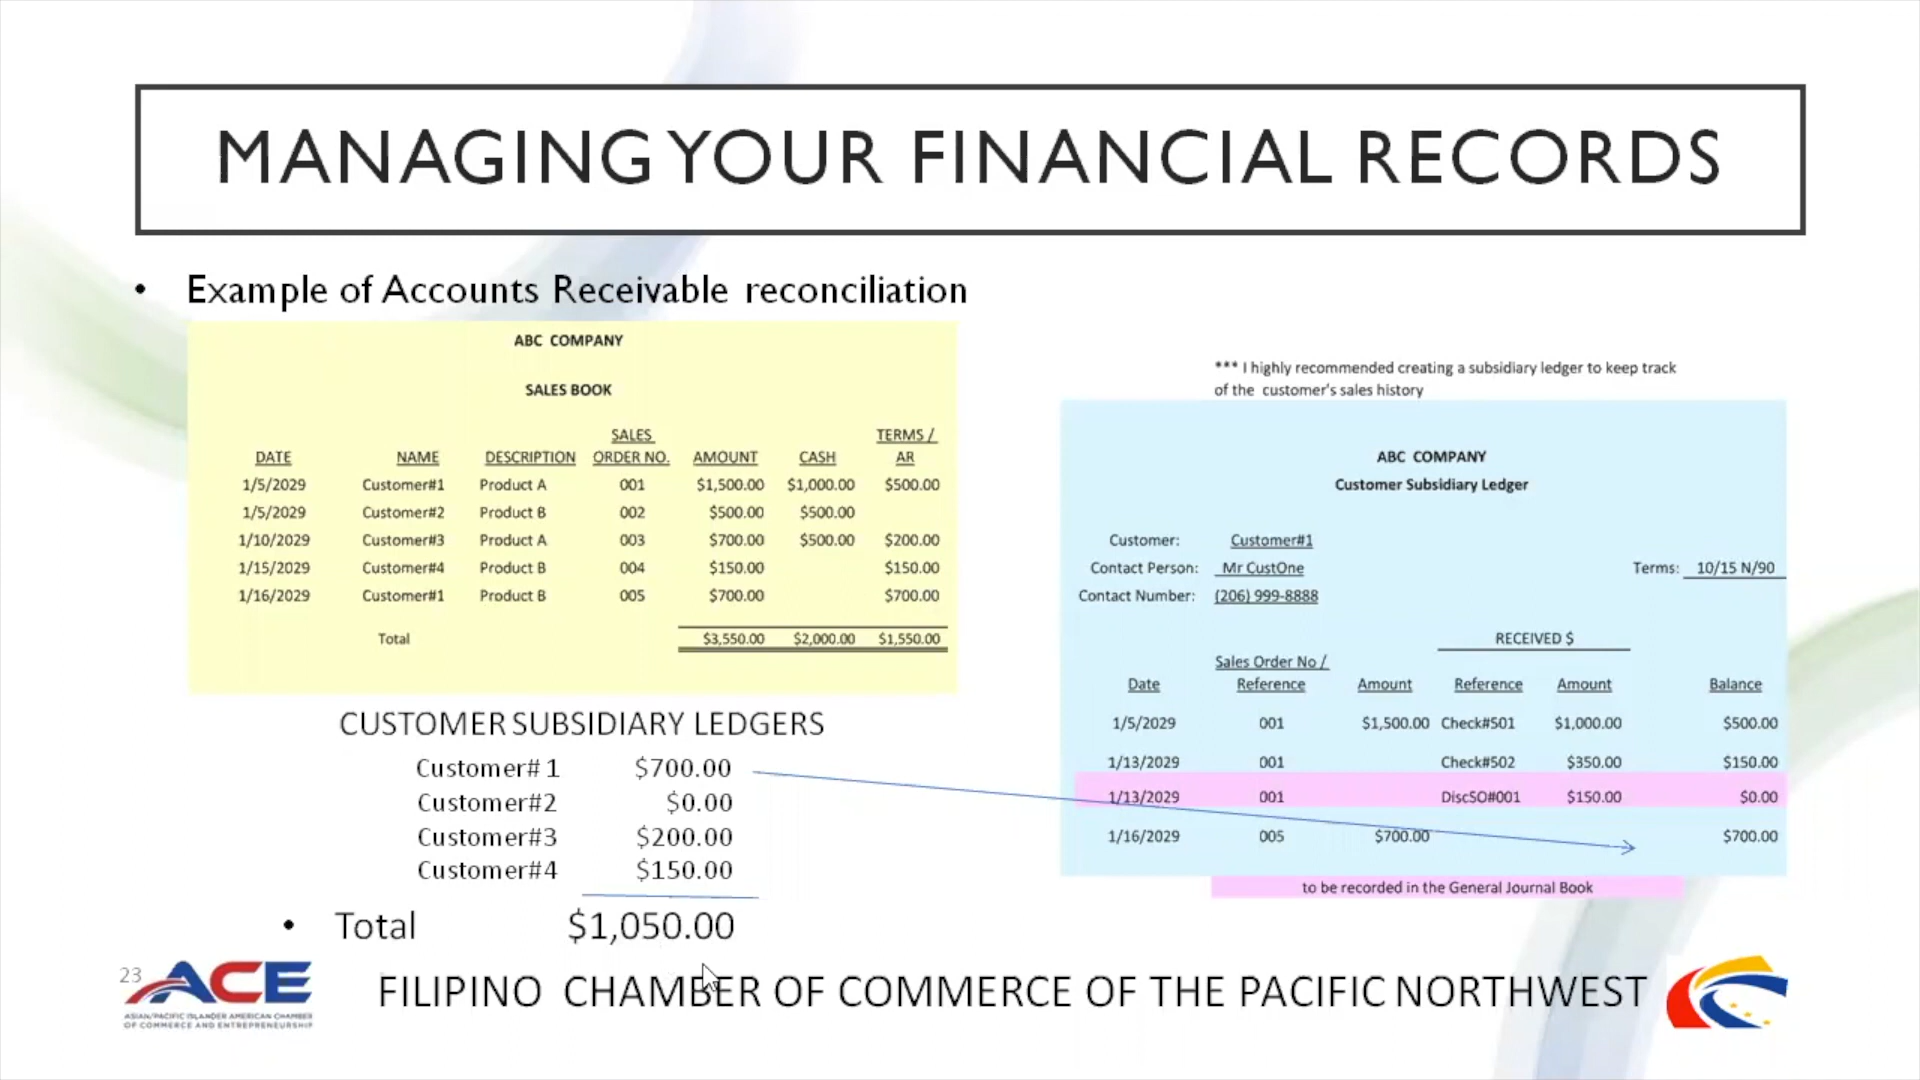 MANAGING YOUR FINANCIAL RECORDS
• Example of Accounts Receivable reconciliation
ABC COMPANY
SALES BOOK
SALES TERMS /
DATE NAME DESCRIPTION ORDER NO. AMOUNT CASH AR
1/5/2029 Customer#1 Product A 001 $1,500.00 $1,000.00 $500.00
1/5/2029 Customer#2 Product B 002 $500.00 $500.00
1/10/2029 Customer#3 Product A 003 $700.00 $500.00 $200.00
1/15/2029 Customer#4 Product B 004 $150.00 $150.00
1/16/2029 Customer#1 Product B 005 $700.00 $700.00
Total $3,550.00 $2,000.00 $1,550.00
CUSTOMER SUBSIDIARY LEDGERS
Customer# 1 $700.00
Customer#2 $0.00
Customer#3 $200.00
Customer#4 $150.00
• Total $1,050.00
*** I highly recommended creating a subsidiary ledger to keep track
of the customer's sales history
ABC COMPANY
Customer Subsidiary Ledger
Customer: Customer#1
Contact Person: Mr CustOne Terms: 10/15 N/90
Contact Number: (206) 999-8888
RECEIVED $
Sales Order No /
Date Reference Amount Reference Amount Balance
1/5/2029 001 $1,500.00 Check#501 $1,000.00 $500.00
1/13/2029 001 Check#502 $350.00 $150.00
1/13/2029 001 DiscSO#001 $150.00 $0.00
1/16/2029 005 $700.00 $700.00
to be recorded in the General Journal Book
23
ACE
ASIAN/PACIFIC ISLANDER AMERICAN CHAMBER
OF COMMERCE AND ENTREPRENEURSHIP
FILIPINO CHAMBER OF COMMERCE OF THE PACIFIC NORTHWEST